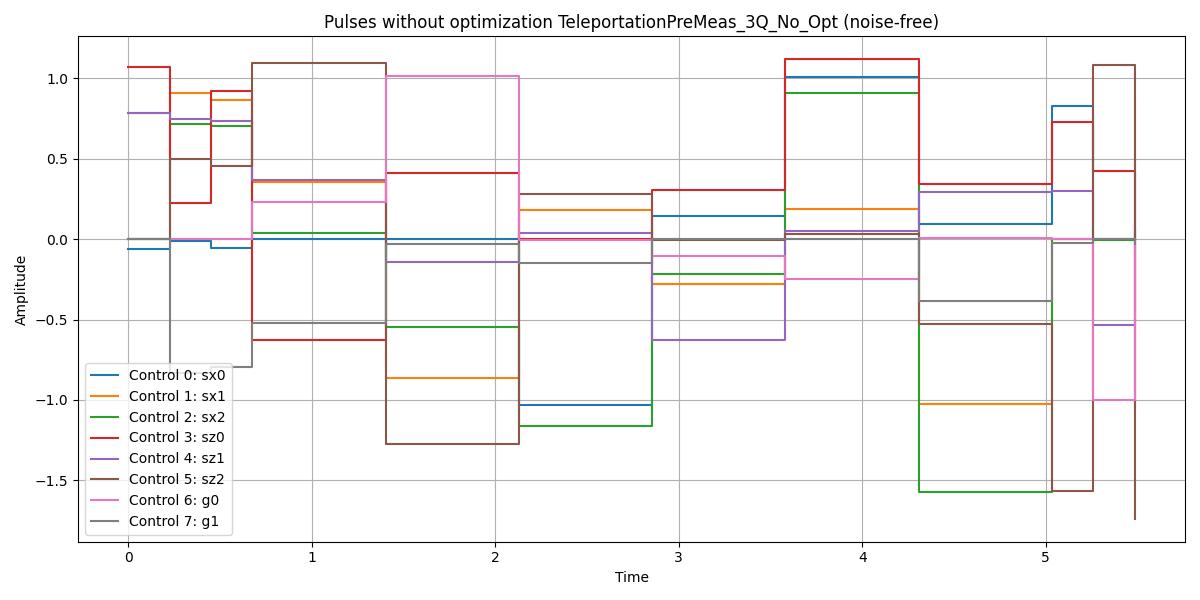 Pulses without optimization TeleportationPreMeas_3Q_No_Opt (noise-free)
Amplitude
1.0
0.5
0.0
−0.5
−1.0
−1.5
Control 0: sx0
Control 1: sx1
Control 2: sx2
Control 3: sz0
Control 4: sz1
Control 5: sz2
Control 6: g0
Control 7: g1
0 1 2 3 4 5
Time